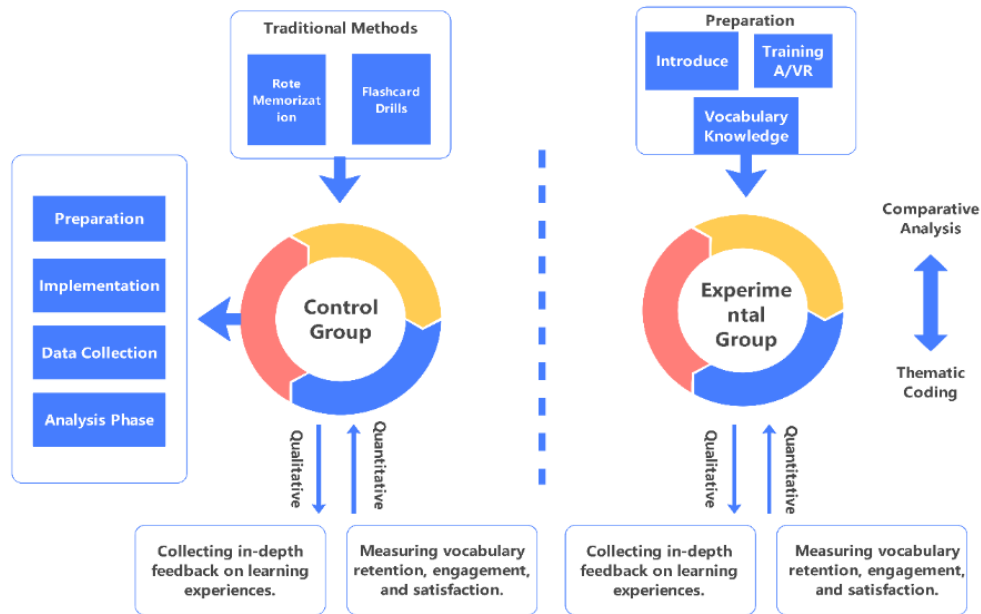 Traditional Methods
Rote
Memorizat
ion
Flashcard
Drills
Preparation
Introduce
Training
A/VR
Vocabulary
Knowledge
Preparation
Implementation
Data Collection
Analysis Phase
Control
Group
Experime
ntal
Group
Comparative
Analysis
Thematic
Coding
Qualitative
Quantitative
Qualitative
Quantitative
Collecting in-depth
feedback on learning
experiences.
Measuring vocabulary
retention, engagement,
and satisfaction.
Collecting in-depth
feedback on learning
experiences.
Measuring vocabulary
retention, engagement,
and satisfaction.